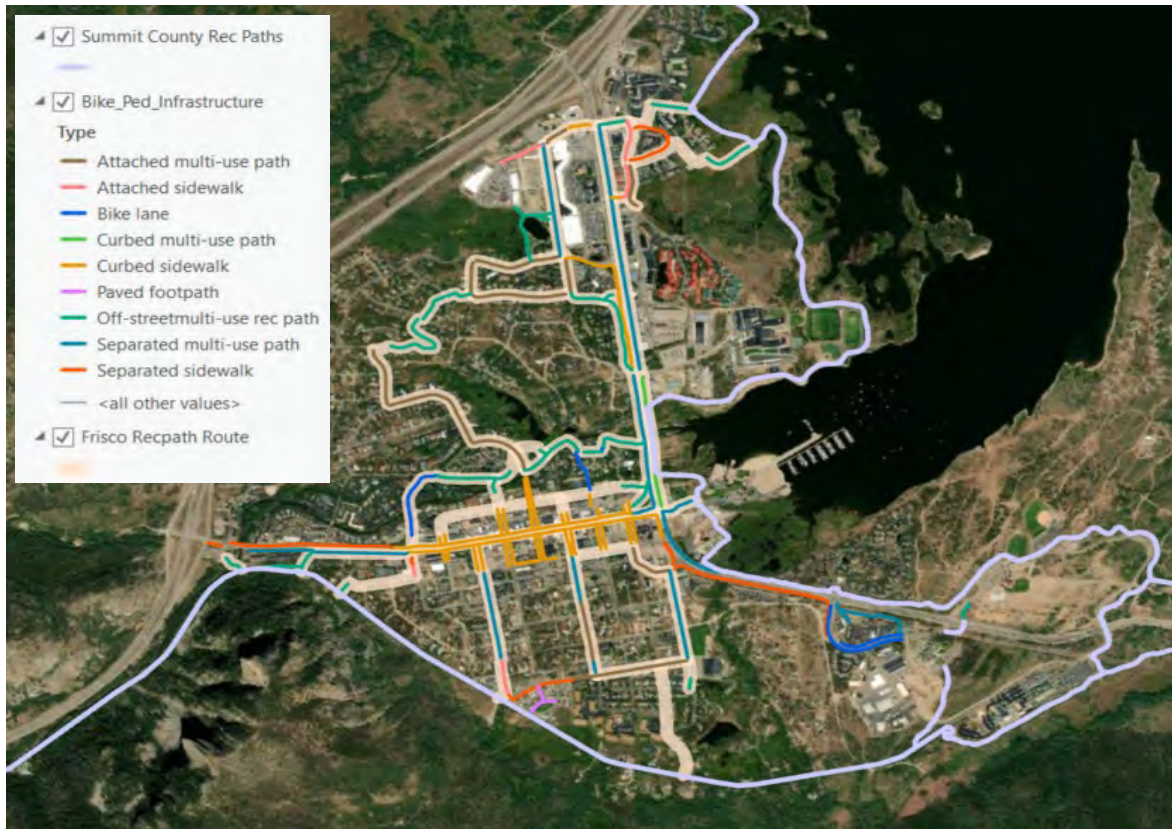 Summit County Rec Paths
Bike_Ped_Infrastructure
Type
Attached multi-use path
Attached sidewalk
Bike lane
Curbed multi-use path
Curbed sidewalk
Paved footpath
Off-streetmulti-use rec path
Separated multi-use path
Separated sidewalk
<all other values>
Frisco Recpath Route